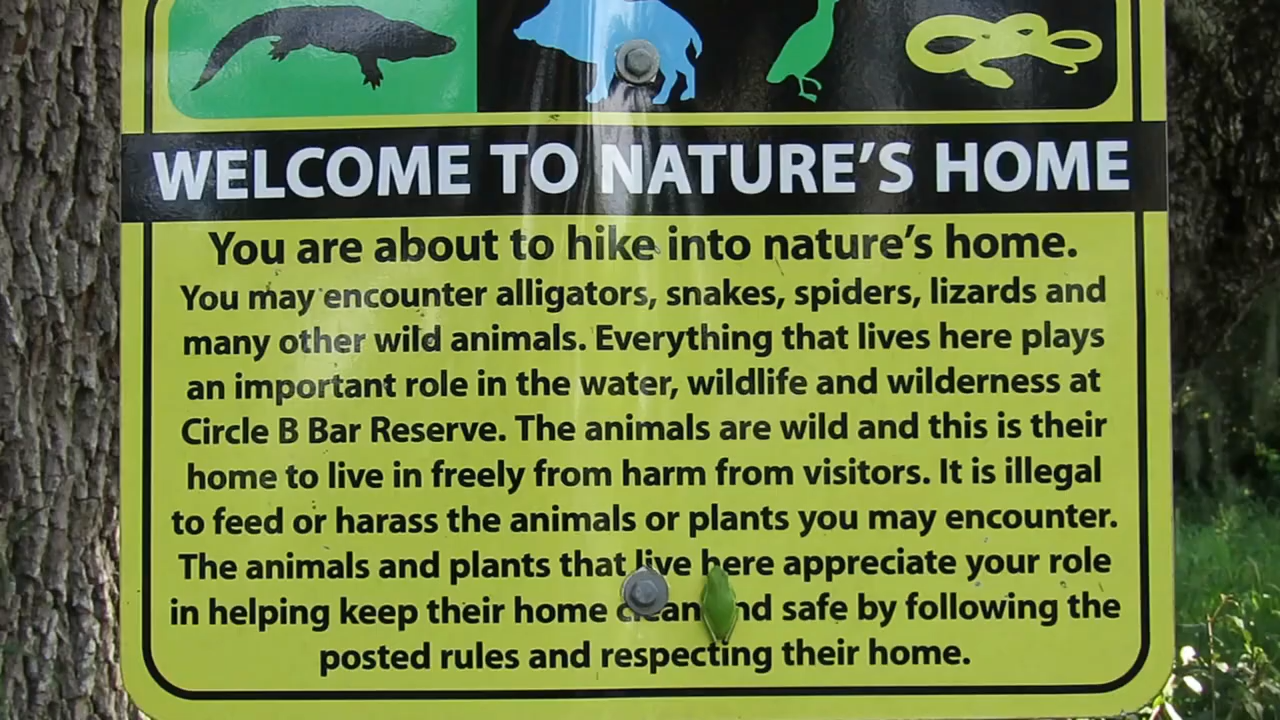 WELCOME TO NATURE'S HOME
You are about to hike into nature's home.
You may encounter alligators, snakes, spiders, lizards and
many other wild animals. Everything that lives here plays
an important role in the water, wildlife and wilderness at
Circle B Bar Reserve. The animals are wild and this is their
home to live in freely from harm from visitors. It is illegal
to feed or harass the animals or plants you may encounter.
The animals and plants that live here appreciate your role
in helping keep their home clean and safe by following the
posted rules and respecting their home.